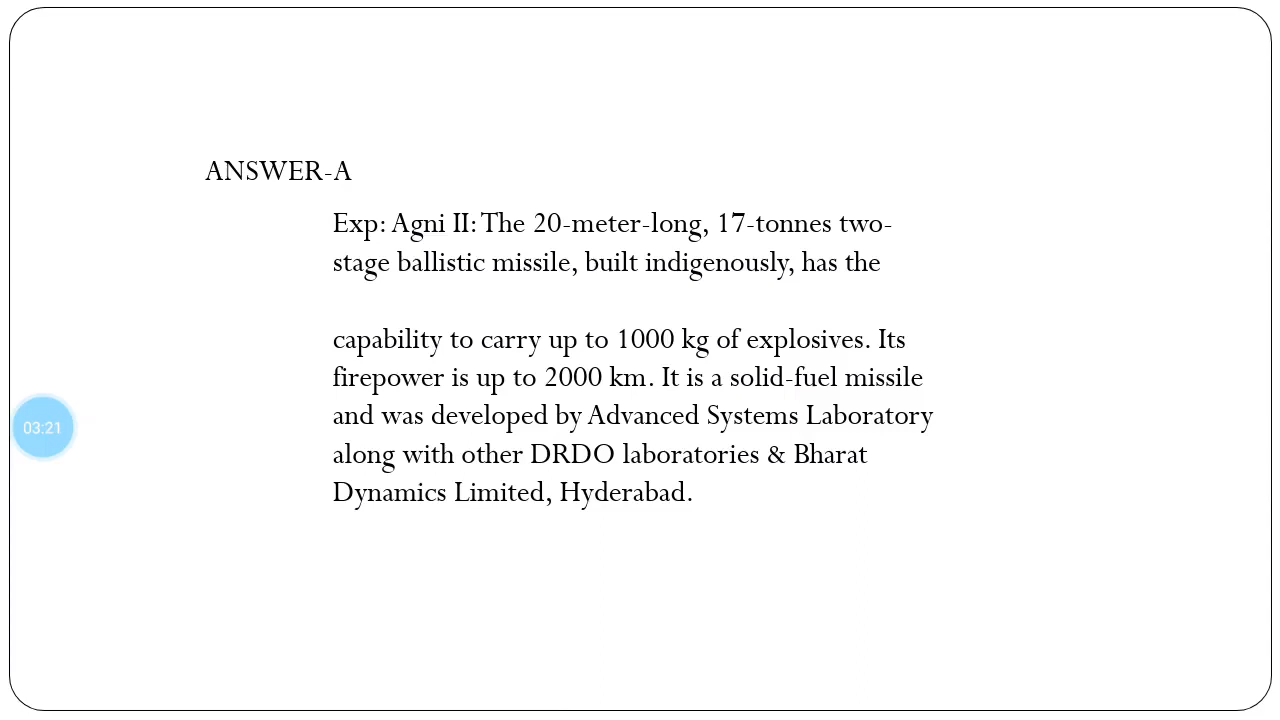 ANSWER-A
Exp: Agni II: The 20-meter-long, 17-tonnes two-
stage ballistic missile, built indigenously, has the
capability to carry up to 1000 kg of explosives. Its
firepower is up to 2000 km. It is a solid-fuel missile
03:21
and was developed by Advanced Systems Laboratory
along with other DRDO laboratories & Bharat
Dynamics Limited, Hyderabad.